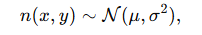 n(x, y) ∼ 𝒩(μ, σ²),